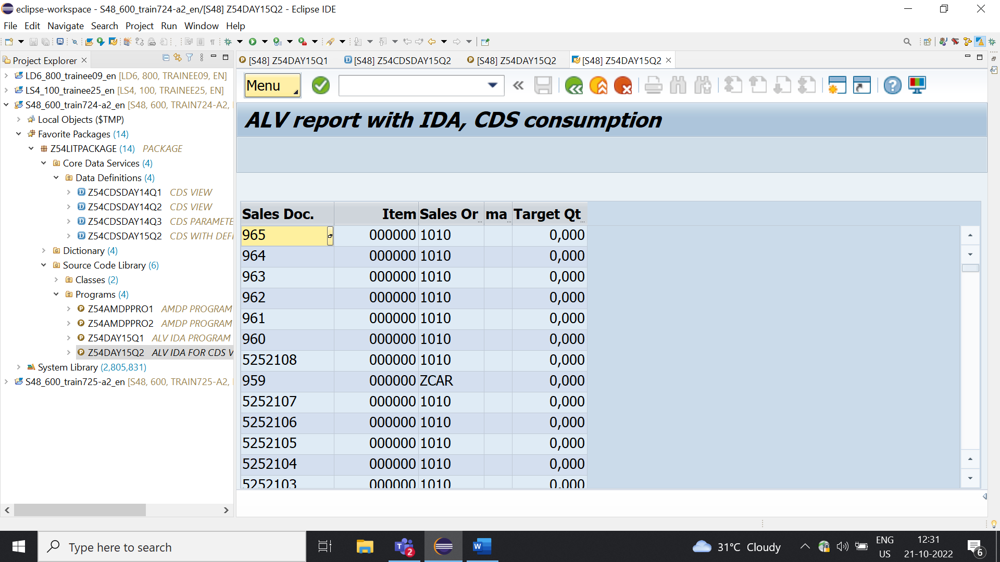 eclipse-workspace - S48_600_train724-a2_en/[S48] Z54DAY15Q2 - Eclipse IDE
File Edit Navigate Search Project Run Window Help
Project Explorer
[S48] Z54DAY15Q1
[S48] Z54CDSDAY15Q2
[S48] Z54DAY15Q2
[S48] Z54DAY15Q2
LD6_800_trainee09_en [LD6, 800, TRAINEE09, EN]
LS4_100_trainee25_en [LS4, 100, TRAINEE25, EN]
S48_600_train724-a2_en [S48, 600, TRAIN724-A2,
Local Objects ($TMP)
Favorite Packages (14)
Z54LITPACKAGE (14) PACKAGE
Core Data Services (4)
Data Definitions (4)
Z54CDSDAY14Q1 CDS VIEW
Z54CDSDAY14Q2 CDS VIEW
Z54CDSDAY14Q3 CDS PARAMETE
Z54CDSDAY15Q2 CDS WITH DEFI
Dictionary (4)
Source Code Library (6)
Classes (2)
Programs (4)
Z54AMDPPRO1 AMDP PROGRAM
Z54AMDPPRO2 AMDP PROGRAM
Z54DAY15Q1 ALV IDA PROGRAM
Z54DAY15Q2 ALV IDA FOR CDS V
System Library (2,805,831)
S48_600_train725-a2_en [S48, 600, TRAIN725-A2,
Menu
ALV report with IDA, CDS consumption
Sales Doc. Item Sales Or ma Target Qt
965 000000 1010 0,000
964 000000 1010 0,000
963 000000 1010 0,000
962 000000 1010 0,000
961 000000 1010 0,000
960 000000 1010 0,000
5252108 000000 1010 0,000
959 000000 ZCAR 0,000
5252107 000000 1010 0,000
5252106 000000 1010 0,000
5252105 000000 1010 0,000
5252104 000000 1010 0,000
5252103 000000 1010 0,000
Type here to search
2
31°C Cloudy
ENG
US
12:31
21-10-2022
6